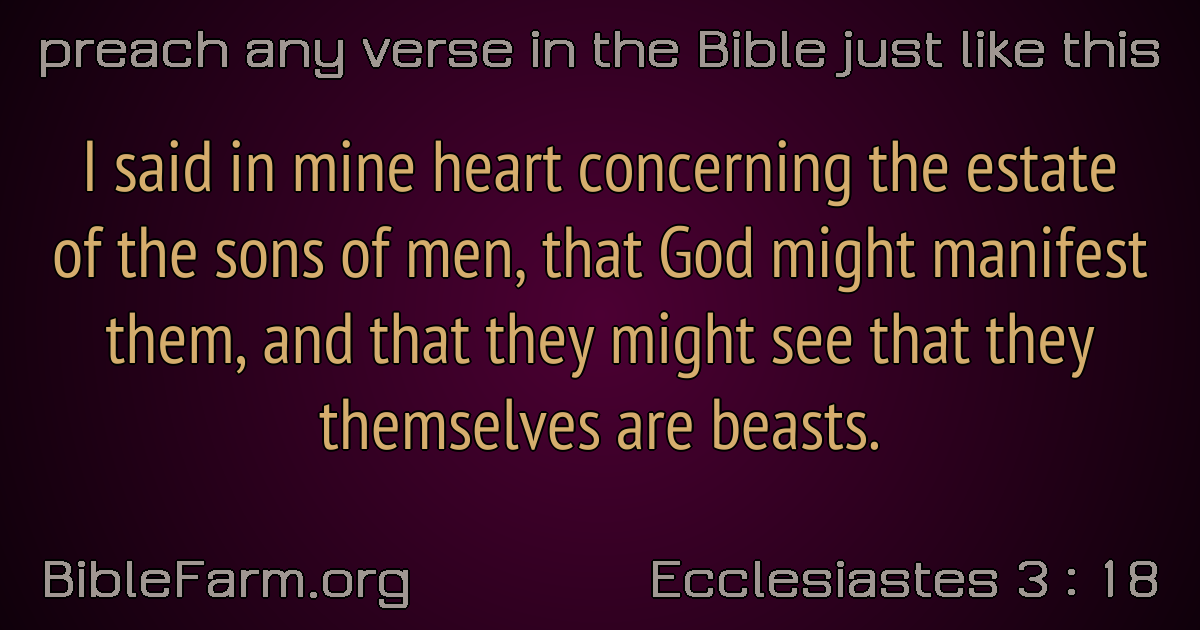 preach any verse in the Bible just like this
I said in mine heart concerning the estate
of the sons of men, that God might manifest
them, and that they might see that they
themselves are beasts.
BibleFarm.org
Ecclesiastes 3 : 18